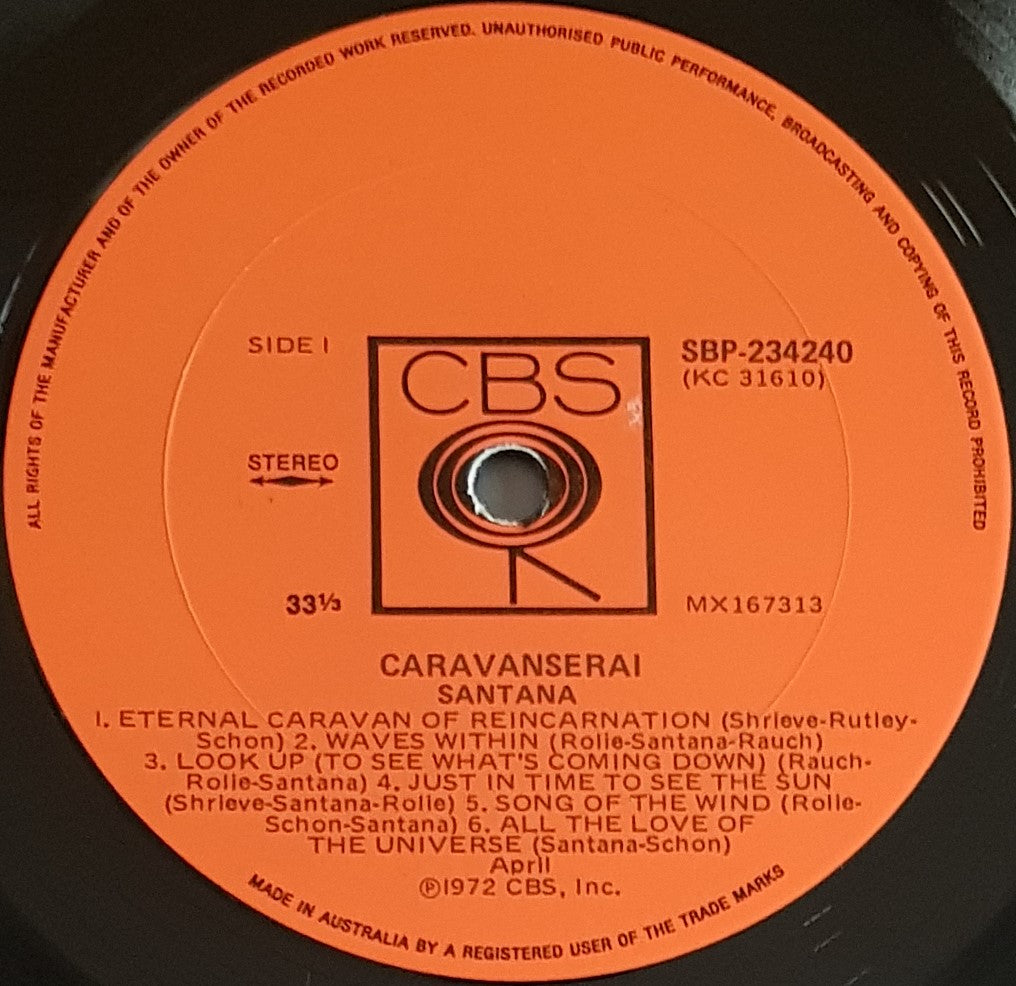 ALL RIGHTS OF THE MANUFACTURER AND OF THE OWNER OF THE RECORDED WORK RESERVED. UNAUTHORISED PUBLIC PERFORMANCE, BROADCASTING AND COPYING OF THIS RECORD PROHIBITED
SIDE 1
CBS
SBP-234240
(KC 31610)
STEREO
33⅓
MX167313
CARAVANSERAI
SANTANA
1. ETERNAL CARAVAN OF REINCARNATION (Shrieve-Rutley-
Schon) 2. WAVES WITHIN (Rolie-Santana-Rauch)
3. LOOK UP (TO SEE WHAT'S COMING DOWN) (Rauch-
Rolie-Santana) 4. JUST IN TIME TO SEE THE SUN
(Shrieve-Santana-Rolie) 5. SONG OF THE WIND (Rolie-
Schon-Santana) 6. ALL THE LOVE OF
THE UNIVERSE (Santana-Schon)
April
℗1972 CBS, Inc.
MADE IN AUSTRALIA BY A REGISTERED USER OF THE TRADE MARKS